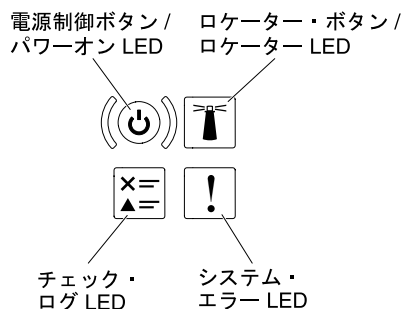 電源制御ボタン /
パワーオン LED
ロケーター・ボタン /
ロケーター LED
チェック・
ログ LED
システム・
エラー LED